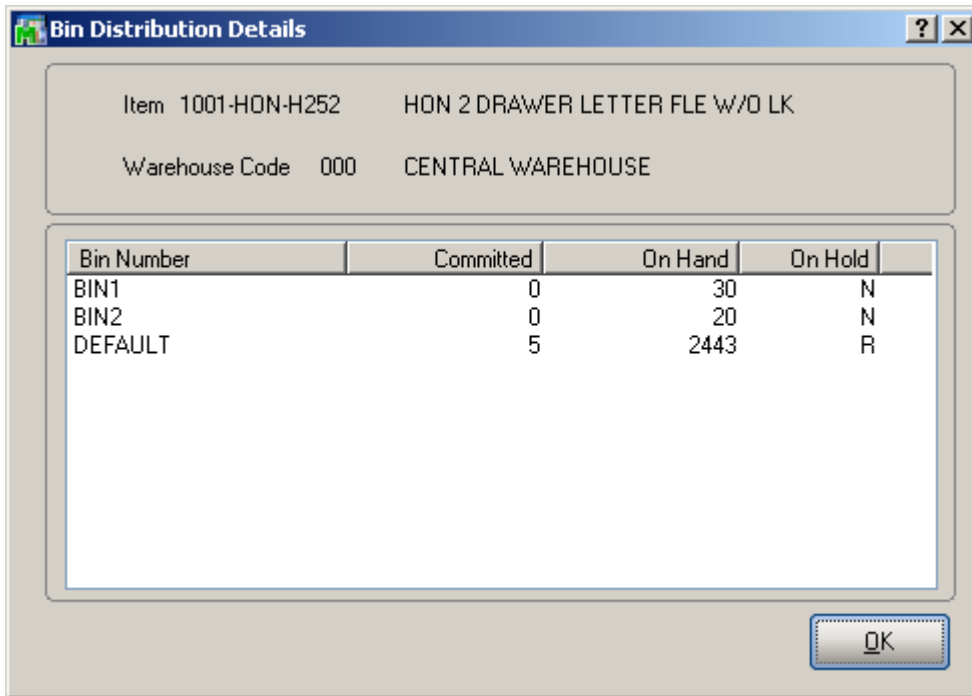 Bin Distribution Details
Item 1001-HON-H252 HON 2 DRAWER LETTER FLE W/O LK
Warehouse Code 000 CENTRAL WAREHOUSE
Bin Number Committed On Hand On Hold
BIN1 0 30 N
BIN2 0 20 N
DEFAULT 5 2443 R
OK